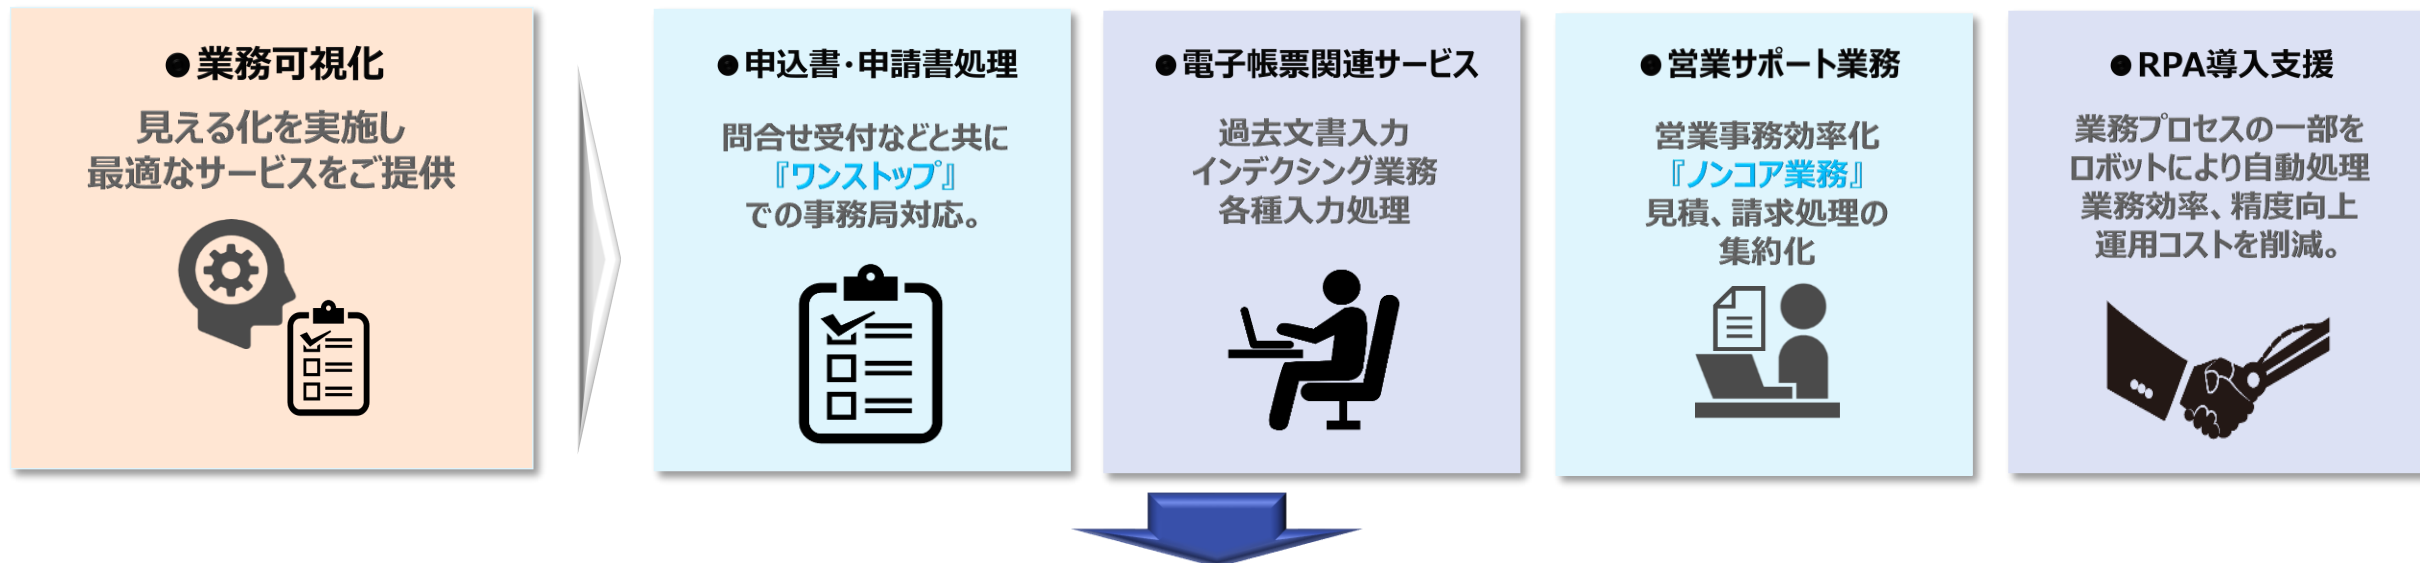 ●業務可視化
見える化を実施し
最適なサービスをご提供
●申込書・申請書処理
問合せ受付などと共に
『ワンストップ』
での事務局対応。
●電子帳票関連サービス
過去文書入力
インデクシング業務
各種入力処理
●営業サポート業務
営業事務効率化
『ノンコア業務』
見積、請求処理の
集約化
●RPA導入支援
業務プロセスの一部を
ロボットにより自動処理
業務効率、精度向上
運用コストを削減。